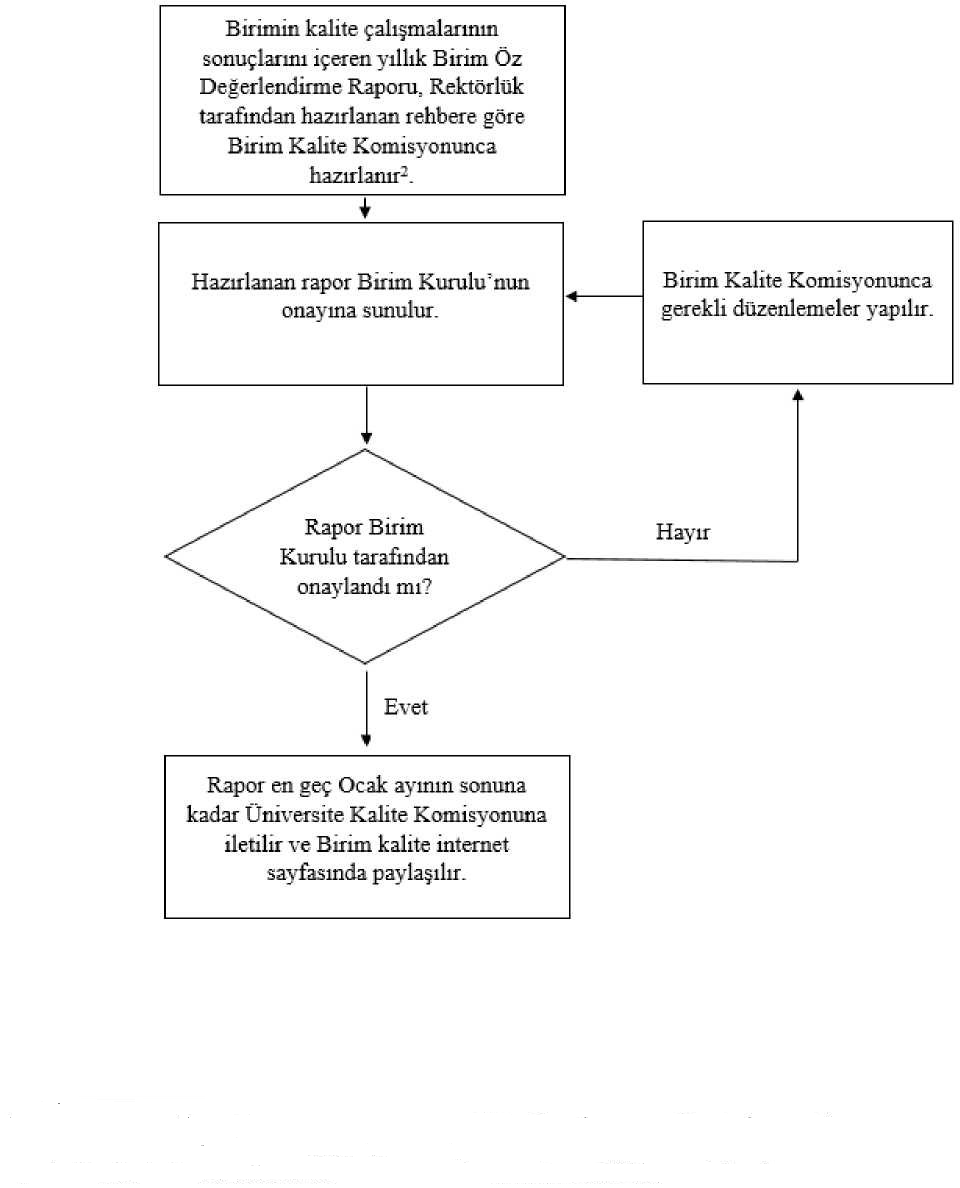 Birimin kalite çalışmalarının
sonuçlarını içeren yıllık Birim Öz
Değerlendirme Raporu, Rektörlük
tarafından hazırlanan rehbere göre
Birim Kalite Komisyonunca
hazırlanır².
Hazırlanan rapor Birim Kurulu’nun
onayına sunulur.
Birim Kalite Komisyonunca
gerekli düzenlemeler yapılır.
Rapor Birim
Kurulu tarafından
onaylandı mı?
Hayır
Evet
Rapor en geç Ocak ayının sonuna
kadar Üniversite Kalite Komisyonuna
iletilir ve Birim kalite internet
sayfasında paylaşılır.